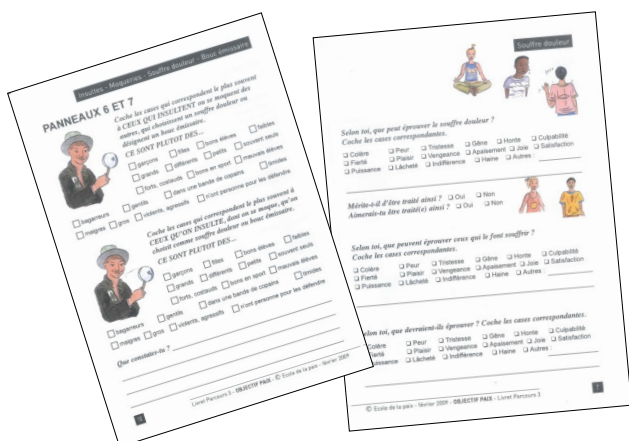 Insultes - Moqueries - Souffre douleur - Bouc émissaire
PANNEAUX 6 ET 7
Coche les cases qui correspondent le plus souvent
à CEUX QUI INSULTENT ou se moquent des
autres, qui choisissent un souffre douleur ou
désignent un bouc émissaire.
CE SONT PLUTOT DES...
garçons filles bons élèves faibles
grands différents petits souvent seuls
forts, costauds bons en sport mauvais élèves
bagarreurs gentils dans une bande de copains timides
maigres gros violents, agressifs n'ont personne pour les défendre
Coche les cases qui correspondent le plus souvent à
CEUX QU'ON INSULTE, dont on se moque, qu'on
choisit comme souffre douleur ou bouc émissaire.
CE SONT PLUTOT DES...
garçons filles bons élèves faibles
grands différents petits souvent seuls
forts, costauds bons en sport mauvais élèves
bagarreurs gentils dans une bande de copains timides
maigres gros violents, agressifs n'ont personne pour les défendre
Que constates-tu ?
Livret Parcours 3 - OBJECTIF PAIX - © Ecole de la paix - février 2009
Souffre douleur
Selon toi, que peut éprouver le souffre douleur ?
Coche les cases correspondantes.
Colère Peur Tristesse Gêne Honte Culpabilité
Fierté Plaisir Vengeance Apaisement Joie Satisfaction
Puissance Lâcheté Indifférence Haine Autres :
Mérite-t-il d'être traité ainsi ? Oui Non
Aimerais-tu être traité(e) ainsi ? Oui Non
Selon toi, que peuvent éprouver ceux qui le font souffrir ?
Coche les cases correspondantes.
Colère Peur Tristesse Gêne Honte Culpabilité
Fierté Plaisir Vengeance Apaisement Joie Satisfaction
Puissance Lâcheté Indifférence Haine Autres :
Selon toi, que devraient-ils éprouver ? Coche les cases correspondantes.
Colère Peur Tristesse Gêne Honte Culpabilité
Fierté Plaisir Vengeance Apaisement Joie Satisfaction
Puissance Lâcheté Indifférence Haine Autres :
© Ecole de la paix - février 2009 - OBJECTIF PAIX - Livret Parcours 3